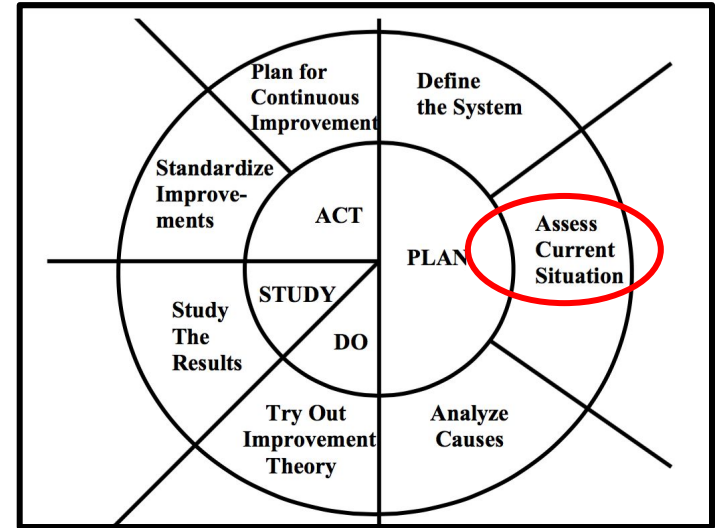 Plan for
Continuous
Improvement
Define
the System
Standardize
Improve-
ments
ACT
Assess
Current
Situation
PLAN
STUDY
Study
The
Results
DO
Try Out
Improvement
Theory
Analyze
Causes